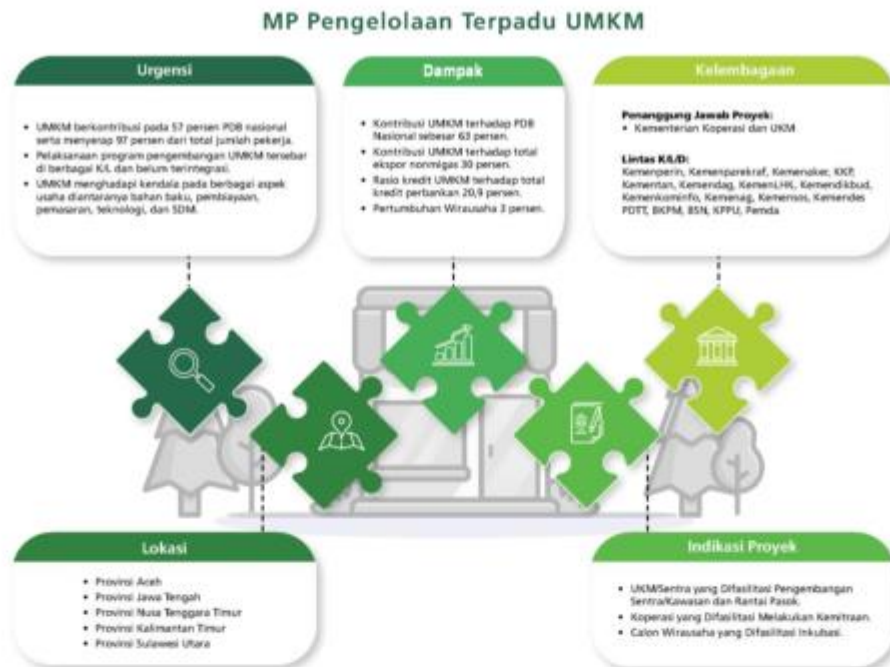 MP Pengelolaan Terpadu UMKM
Urgensi
• UMKM berkontribusi pada 57 persen PDB nasional
serta menyerap 97 persen dari total jumlah pekerja.
• Pelaksanaan program pengembangan UMKM tersebar
di berbagai K/L dan belum terintegrasi.
• UMKM menghadapi kendala pada berbagai aspek
usaha diantaranya bahan baku, pembiayaan,
pemasaran, teknologi, dan SDM.
Dampak
• Kontribusi UMKM terhadap PDB
Nasional sebesar 63 persen.
• Kontribusi UMKM terhadap total
ekspor nonmigas 30 persen.
• Rasio kredit UMKM terhadap total
kredit perbankan 20,9 persen.
• Pertumbuhan Wirausaha 3 persen.
Kelembagaan
Penanggung Jawab Proyek:
• Kementerian Koperasi dan UKM
Lintas K/L/D:
Kemenperin, Kemenparekraf, Kemenaker, KKP,
Kementan, Kemendag, KemenLHK, Kemendikbud,
Kemenkominfo, Kemenag, Kemensos, Kemendes
PDTT, BKPM, BSN, KPPU, Pemda
Lokasi
• Provinsi Aceh
• Provinsi Jawa Tengah
• Provinsi Nusa Tenggara Timur
• Provinsi Kalimantan Timur
• Provinsi Sulawesi Utara
Indikasi Proyek
• UKM/Sentra yang Difasilitasi Pengembangan
Sentra/Kawasan dan Rantai Pasok.
• Koperasi yang Difasilitasi Melakukan Kemitraan.
• Calon Wirausaha yang Difasilitasi Inkubasi.